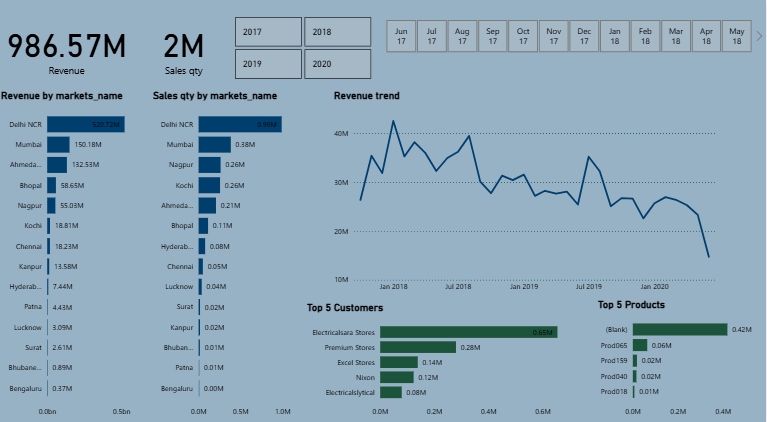 986.57M
Revenue
2M
Sales qty
2017
2018
2019
2020
Jun 17
Jul 17
Aug 17
Sep 17
Oct 17
Nov 17
Dec 17
Jan 18
Feb 18
Mar 18
Apr 18
May 18
Revenue by markets_name
Delhi NCR 520.72M
Mumbai 150.18M
Ahmeda... 132.53M
Bhopal 58.65M
Nagpur 55.03M
Kochi 18.81M
Chennai 18.23M
Kanpur 13.58M
Hyderab... 7.44M
Patna 4.43M
Lucknow 3.09M
Surat 2.61M
Bhubane... 0.89M
Bengaluru 0.37M
0.0bn 0.5bn
Sales qty by markets_name
Delhi NCR 0.99M
Mumbai 0.38M
Nagpur 0.26M
Kochi 0.26M
Ahmeda... 0.21M
Bhopal 0.11M
Hyderab... 0.08M
Chennai 0.05M
Lucknow 0.04M
Surat 0.02M
Kanpur 0.02M
Bhuban... 0.01M
Patna 0.01M
Bengaluru 0.00M
0.0M 0.5M 1.0M
Revenue trend
40M
30M
20M
10M
Jan 2018 Jul 2018 Jan 2019 Jul 2019 Jan 2020
Top 5 Customers
Electricalsara Stores 0.65M
Premium Stores 0.28M
Excel Stores 0.14M
Nixon 0.12M
Electricalslytical 0.08M
0.0M 0.2M 0.4M 0.6M
Top 5 Products
(Blank) 0.42M
Prod065 0.06M
Prod159 0.02M
Prod040 0.02M
Prod018 0.01M
0.0M 0.2M 0.4M